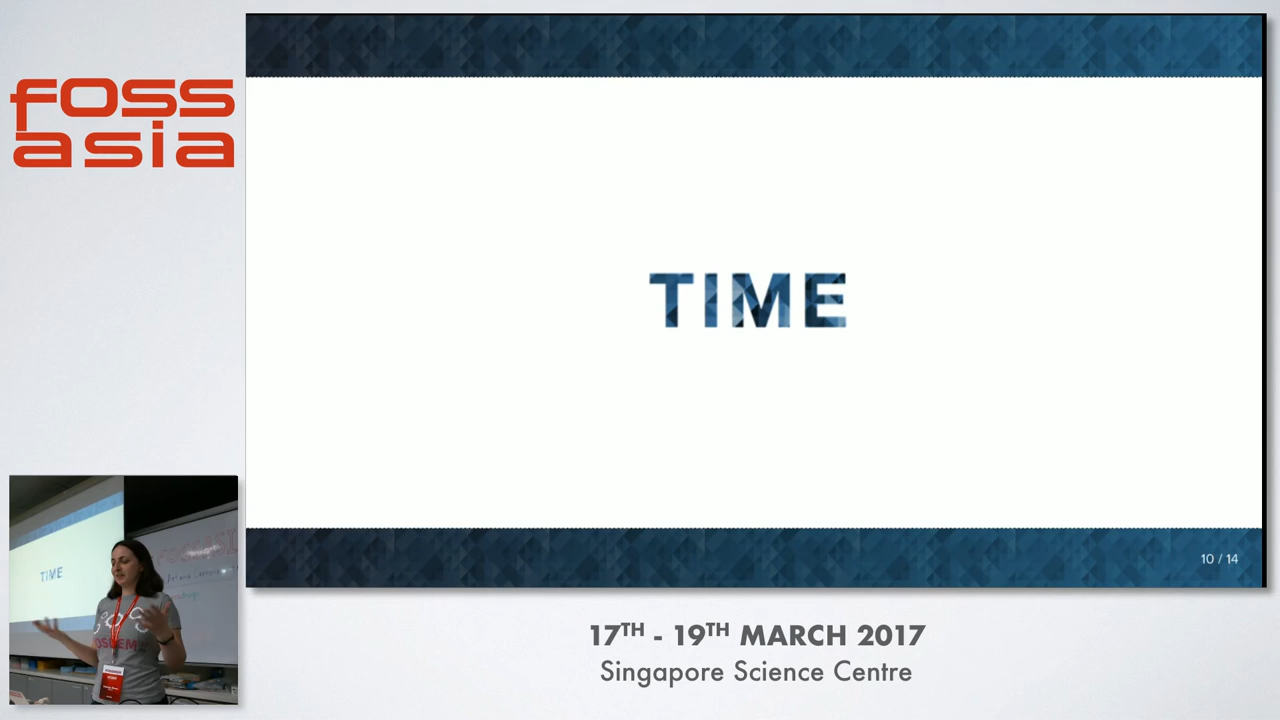 foss
asia
TIME
10 / 14
17TH - 19TH MARCH 2017
Singapore Science Centre
TIME